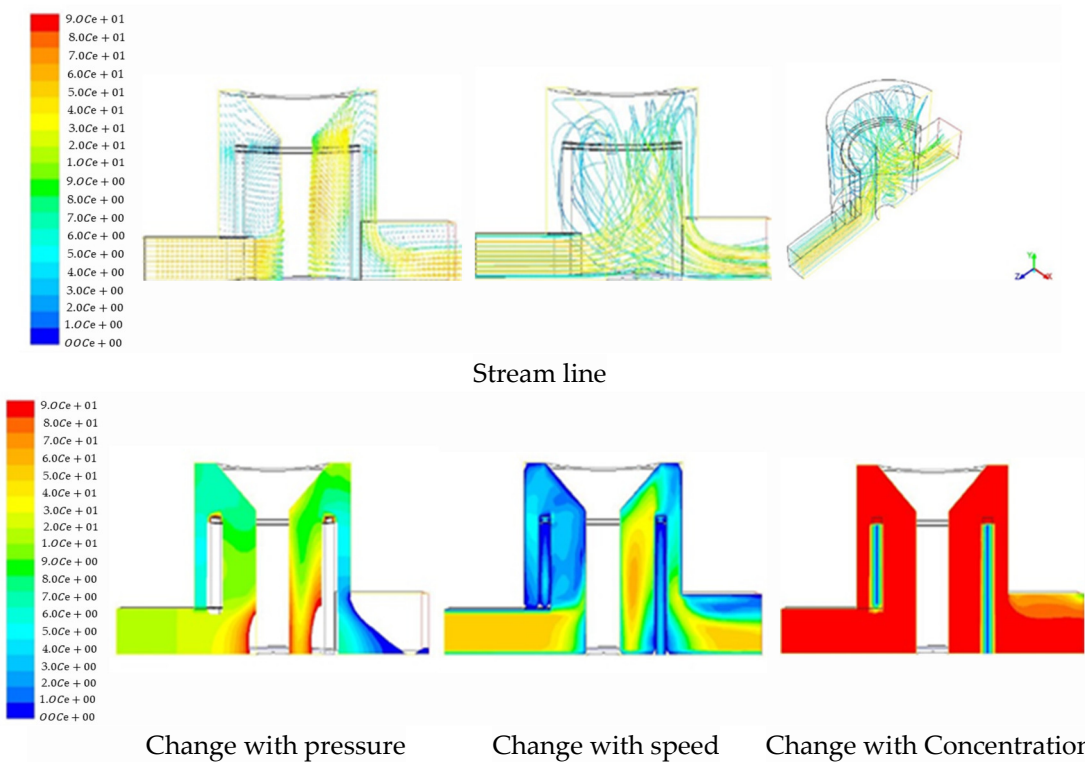 9.0Ce + 01
8.0Ce + 01
7.0Ce + 01
6.0Ce + 01
5.0Ce + 01
4.0Ce + 01
3.0Ce + 01
2.0Ce + 01
1.0Ce + 01
9.0Ce + 00
8.0Ce + 00
7.0Ce + 00
6.0Ce + 00
5.0Ce + 00
4.0Ce + 00
3.0Ce + 00
2.0Ce + 00
1.0Ce + 00
OOCe + 00
Y
Z X
Stream line
9.0Ce + 01
8.0Ce + 01
7.0Ce + 01
6.0Ce + 01
5.0Ce + 01
4.0Ce + 01
3.0Ce + 01
2.0Ce + 01
1.0Ce + 01
9.0Ce + 00
8.0Ce + 00
7.0Ce + 00
6.0Ce + 00
5.0Ce + 00
4.0Ce + 00
3.0Ce + 00
2.0Ce + 00
1.0Ce + 00
OOCe + 00
Change with pressure Change with speed Change with Concentration